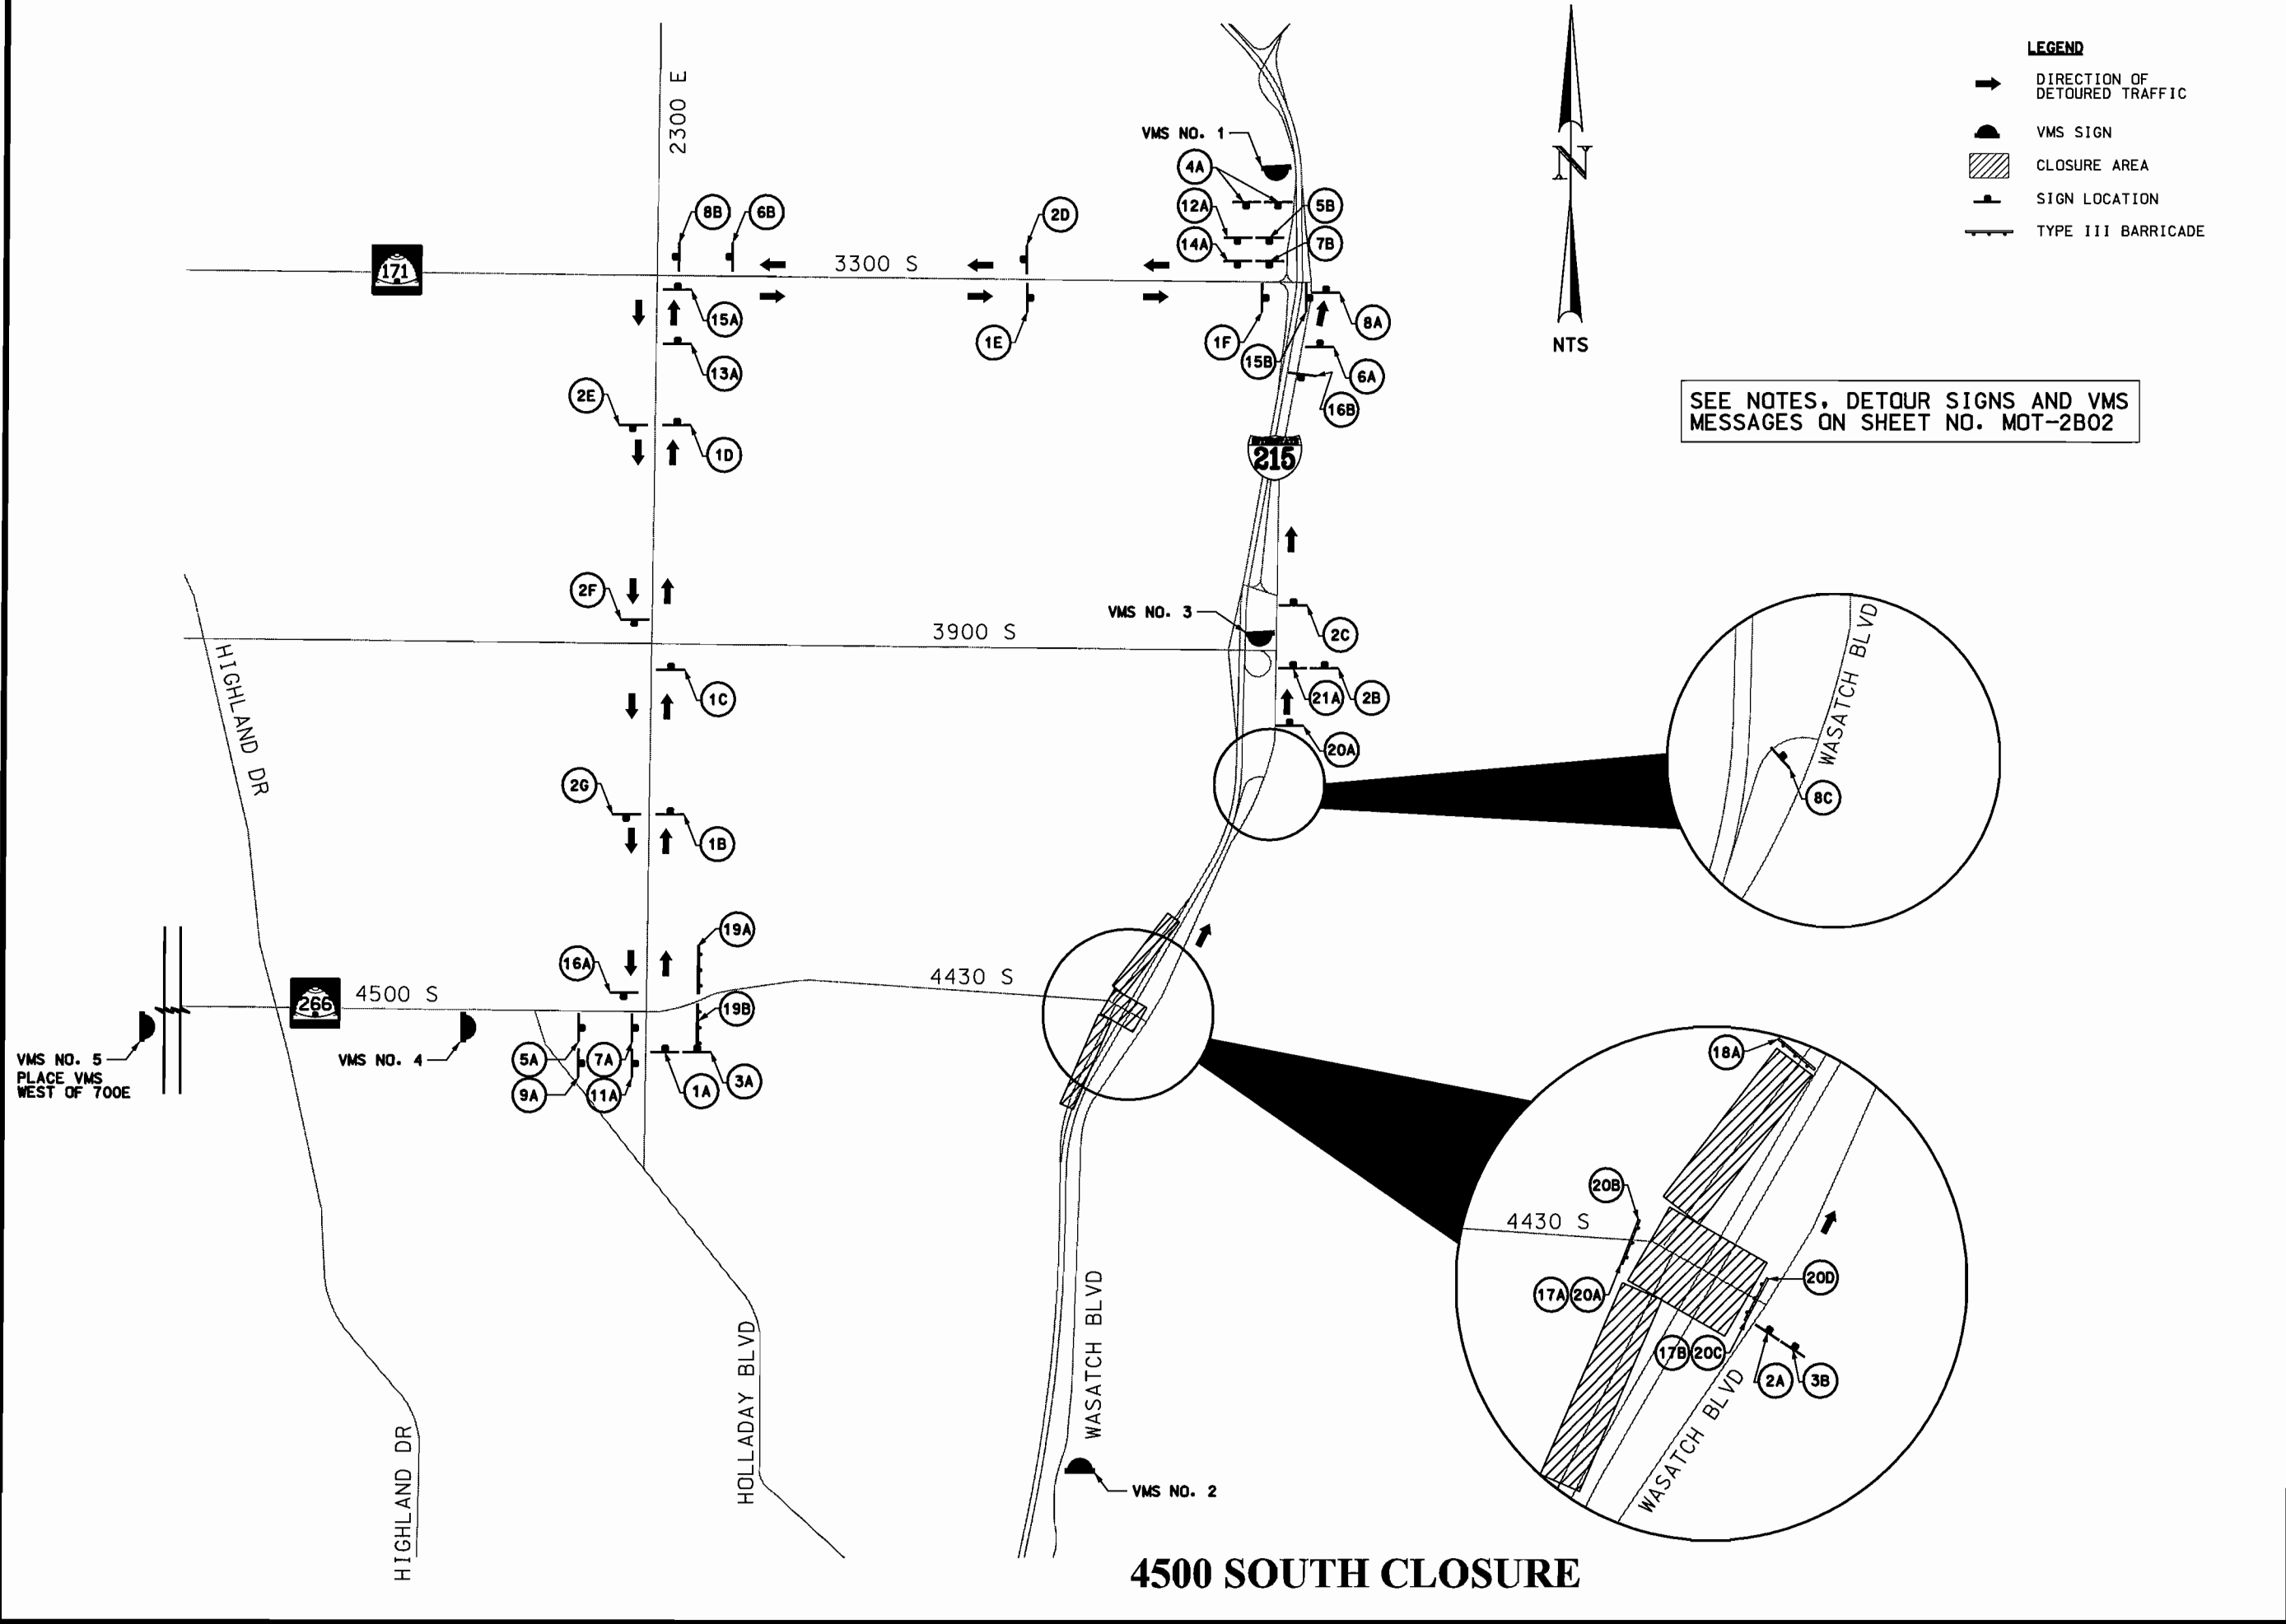 LEGEND
DIRECTION OF
DETOURED TRAFFIC
VMS SIGN
CLOSURE AREA
SIGN LOCATION
TYPE III BARRICADE
N
NTS
SEE NOTES, DETOUR SIGNS AND VMS
MESSAGES ON SHEET NO. MOT-2B02
2300 E
VMS NO. 1
4A
12A
5B
14A
7B
8B
6B
2D
171
3300 S
15A
13A
1E
1F
15B
8A
6A
16B
2E
1D
215
2F
VMS NO. 3
2C
3900 S
HIGHLAND DR
1C
21A
2B
20A
2G
1B
WASATCH BLVD
8C
19A
16A
266
4500 S
4430 S
19B
VMS NO. 5
PLACE VMS
WEST OF 700E
VMS NO. 4
5A
7A
9A
11A
1A
3A
18A
20B
4430 S
17A
20A
20D
17B
20C
2A
3B
WASATCH BLVD
HIGHLAND DR
HOLLADAY BLVD
WASATCH BLVD
VMS NO. 2
4500 SOUTH CLOSURE